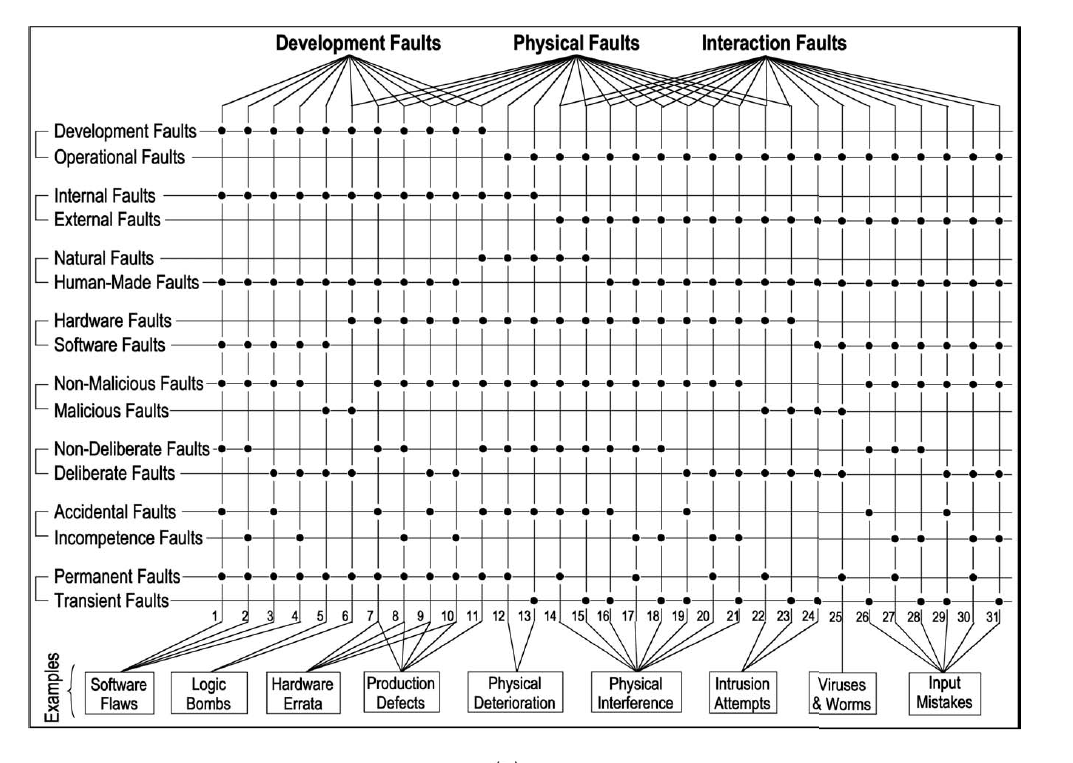 Development Faults Physical Faults Interaction Faults
Development Faults
Operational Faults
Internal Faults
External Faults
Natural Faults
Human-Made Faults
Hardware Faults
Software Faults
Non-Malicious Faults
Malicious Faults
Non-Deliberate Faults
Deliberate Faults
Accidental Faults
Incompetence Faults
Permanent Faults
Transient Faults
1 2 3 4 5 6 7 8 9 10 11 12 13 14 15 16 17 18 19 20 21 22 23 24 25 26 27 28 29 30 31
Examples
Software
Flaws
Logic
Bombs
Hardware
Errata
Production
Defects
Physical
Deterioration
Physical
Interference
Intrusion
Attempts
Viruses
& Worms
Input
Mistakes